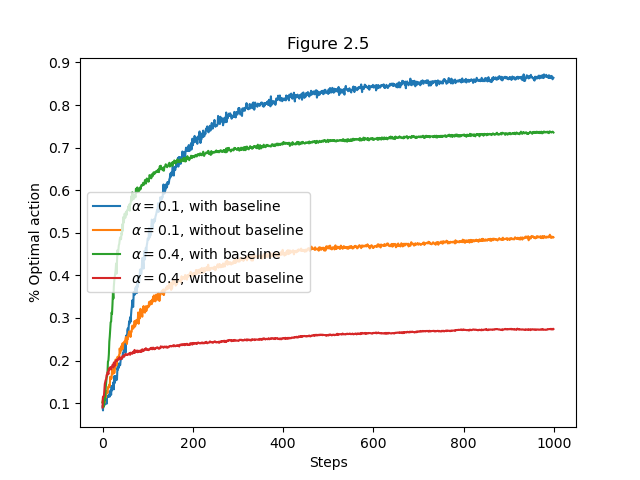 Figure 2.5
% Optimal action
0.9
0.8
0.7
0.6
0.5
0.4
0.3
0.2
0.1
α = 0.1, with baseline
α = 0.1, without baseline
α = 0.4, with baseline
α = 0.4, without baseline
0 200 400 600 800 1000
Steps